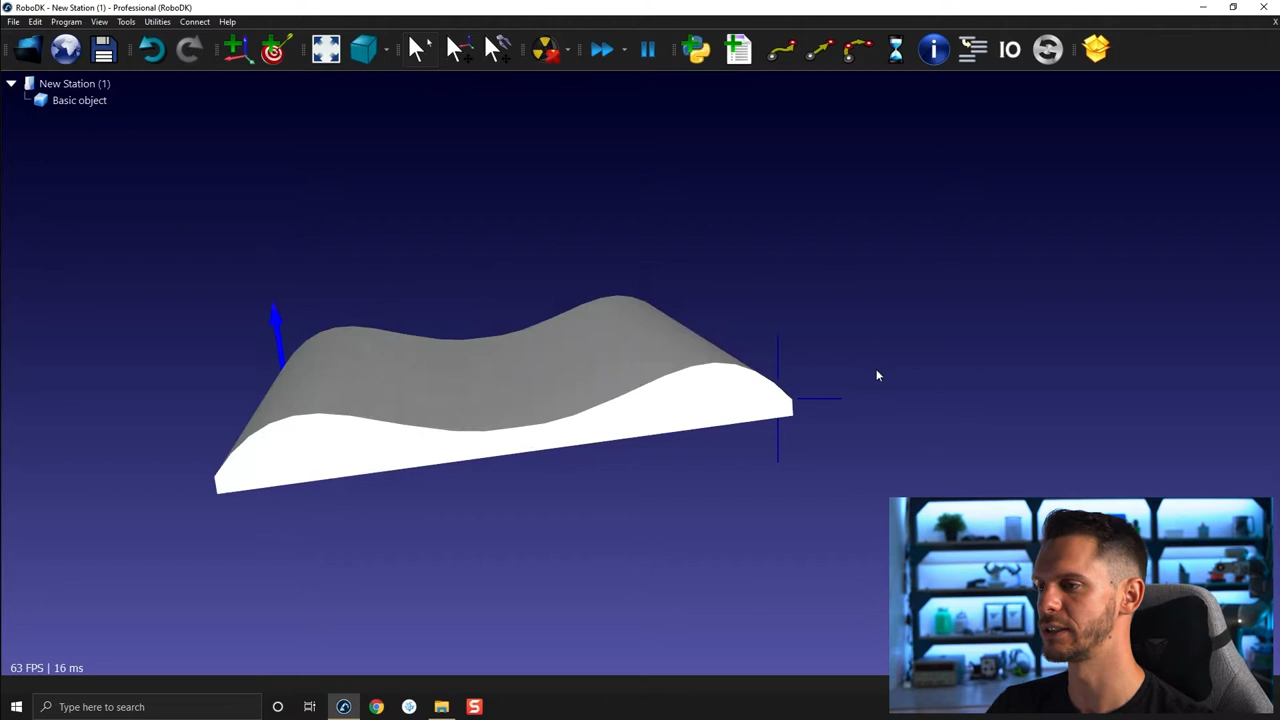 RoboDK - New Station (1) - Professional (RoboDK)
File Edit Program View Tools Utilities Connect Help
X
IO
New Station (1)
Basic object
63 FPS | 16 ms
Type here to search
S